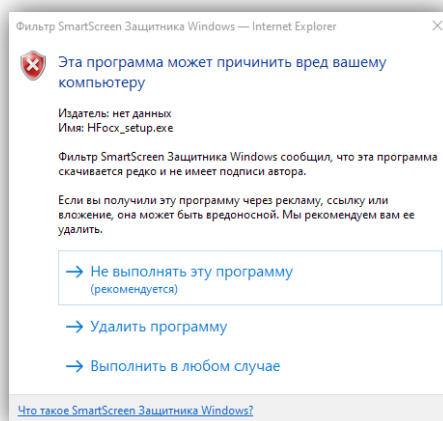 Фильтр SmartScreen Защитника Windows — Internet Explorer
Эта программа может причинить вред вашему
компьютеру
Издатель: нет данных
Имя: HFocx_setup.exe
Фильтр SmartScreen Защитника Windows сообщил, что эта программа
скачивается редко и не имеет подписи автора.
Если вы получили эту программу через рекламу, ссылку или
вложение, она может быть вредоносной. Мы рекомендуем вам ее
удалить.
Не выполнять эту программу
(рекомендуется)
Удалить программу
Выполнить в любом случае
Что такое SmartScreen Защитника Windows?